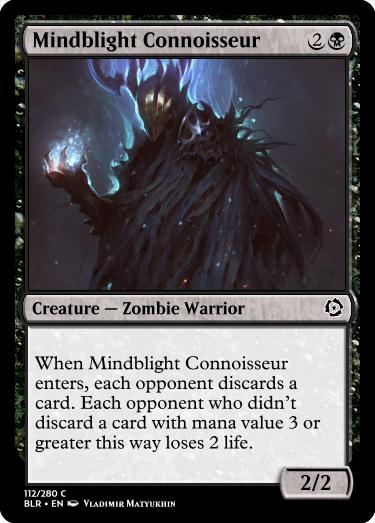 Mindblight Connoisseur 2
Creature — Zombie Warrior
When Mindblight Connoisseur
enters, each opponent discards a
card. Each opponent who didn't
discard a card with mana value 3 or
greater this way loses 2 life.
2/2
112/280 C
BLR • EN Vladimir Matyukhin